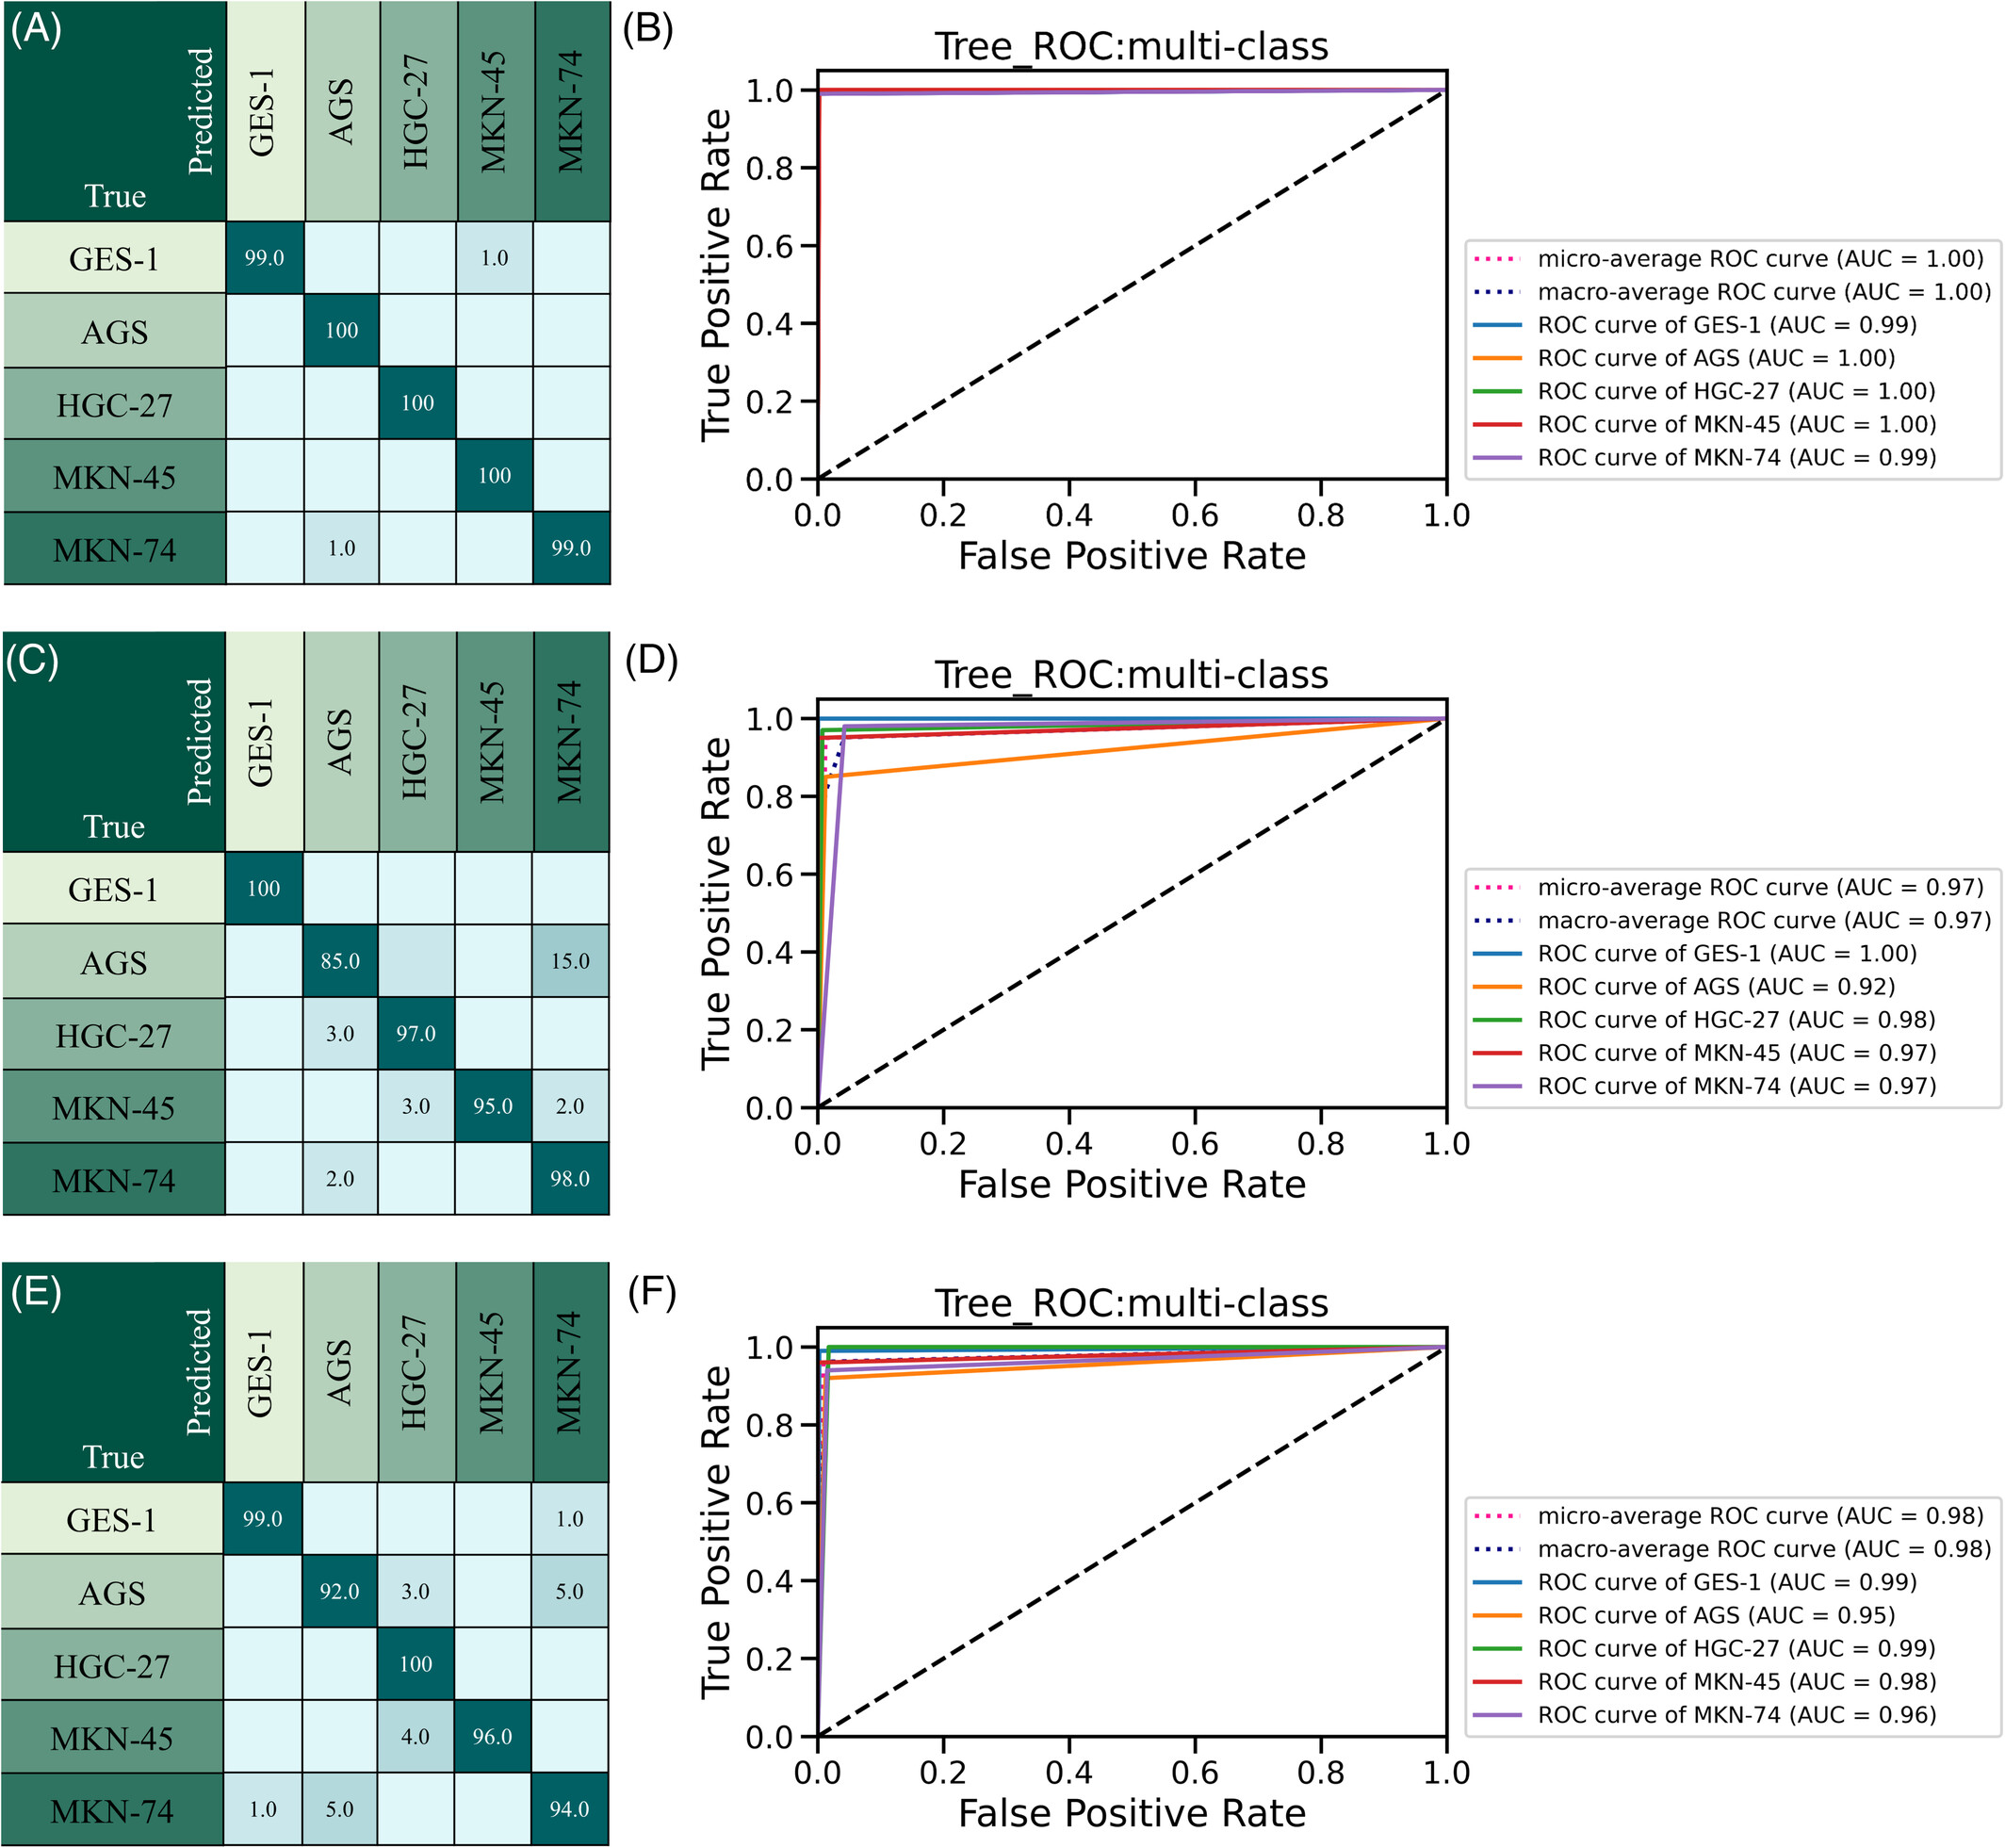 (A)
Predicted
True
GES-1
AGS
HGC-27
MKN-45
MKN-74
GES-1 99.0 1.0
AGS 100
HGC-27 100
MKN-45 100
MKN-74 1.0 99.0
(B)
Tree_ROC:multi-class
True Positive Rate
1.0
0.8
0.6
0.4
0.2
0.0
0.0 0.2 0.4 0.6 0.8 1.0
False Positive Rate
micro-average ROC curve (AUC = 1.00)
macro-average ROC curve (AUC = 1.00)
ROC curve of GES-1 (AUC = 0.99)
ROC curve of AGS (AUC = 1.00)
ROC curve of HGC-27 (AUC = 1.00)
ROC curve of MKN-45 (AUC = 1.00)
ROC curve of MKN-74 (AUC = 0.99)
(C)
Predicted
True
GES-1
AGS
HGC-27
MKN-45
MKN-74
GES-1 100
AGS 85.0 15.0
HGC-27 3.0 97.0
MKN-45 3.0 95.0 2.0
MKN-74 2.0 98.0
(D)
Tree_ROC:multi-class
True Positive Rate
1.0
0.8
0.6
0.4
0.2
0.0
0.0 0.2 0.4 0.6 0.8 1.0
False Positive Rate
micro-average ROC curve (AUC = 0.97)
macro-average ROC curve (AUC = 0.97)
ROC curve of GES-1 (AUC = 1.00)
ROC curve of AGS (AUC = 0.92)
ROC curve of HGC-27 (AUC = 0.98)
ROC curve of MKN-45 (AUC = 0.97)
ROC curve of MKN-74 (AUC = 0.97)
(E)
Predicted
True
GES-1
AGS
HGC-27
MKN-45
MKN-74
GES-1 99.0 1.0
AGS 92.0 3.0 5.0
HGC-27 100
MKN-45 4.0 96.0
MKN-74 1.0 5.0 94.0
(F)
Tree_ROC:multi-class
True Positive Rate
1.0
0.8
0.6
0.4
0.2
0.0
0.0 0.2 0.4 0.6 0.8 1.0
False Positive Rate
micro-average ROC curve (AUC = 0.98)
macro-average ROC curve (AUC = 0.98)
ROC curve of GES-1 (AUC = 0.99)
ROC curve of AGS (AUC = 0.95)
ROC curve of HGC-27 (AUC = 0.99)
ROC curve of MKN-45 (AUC = 0.98)
ROC curve of MKN-74 (AUC = 0.96)